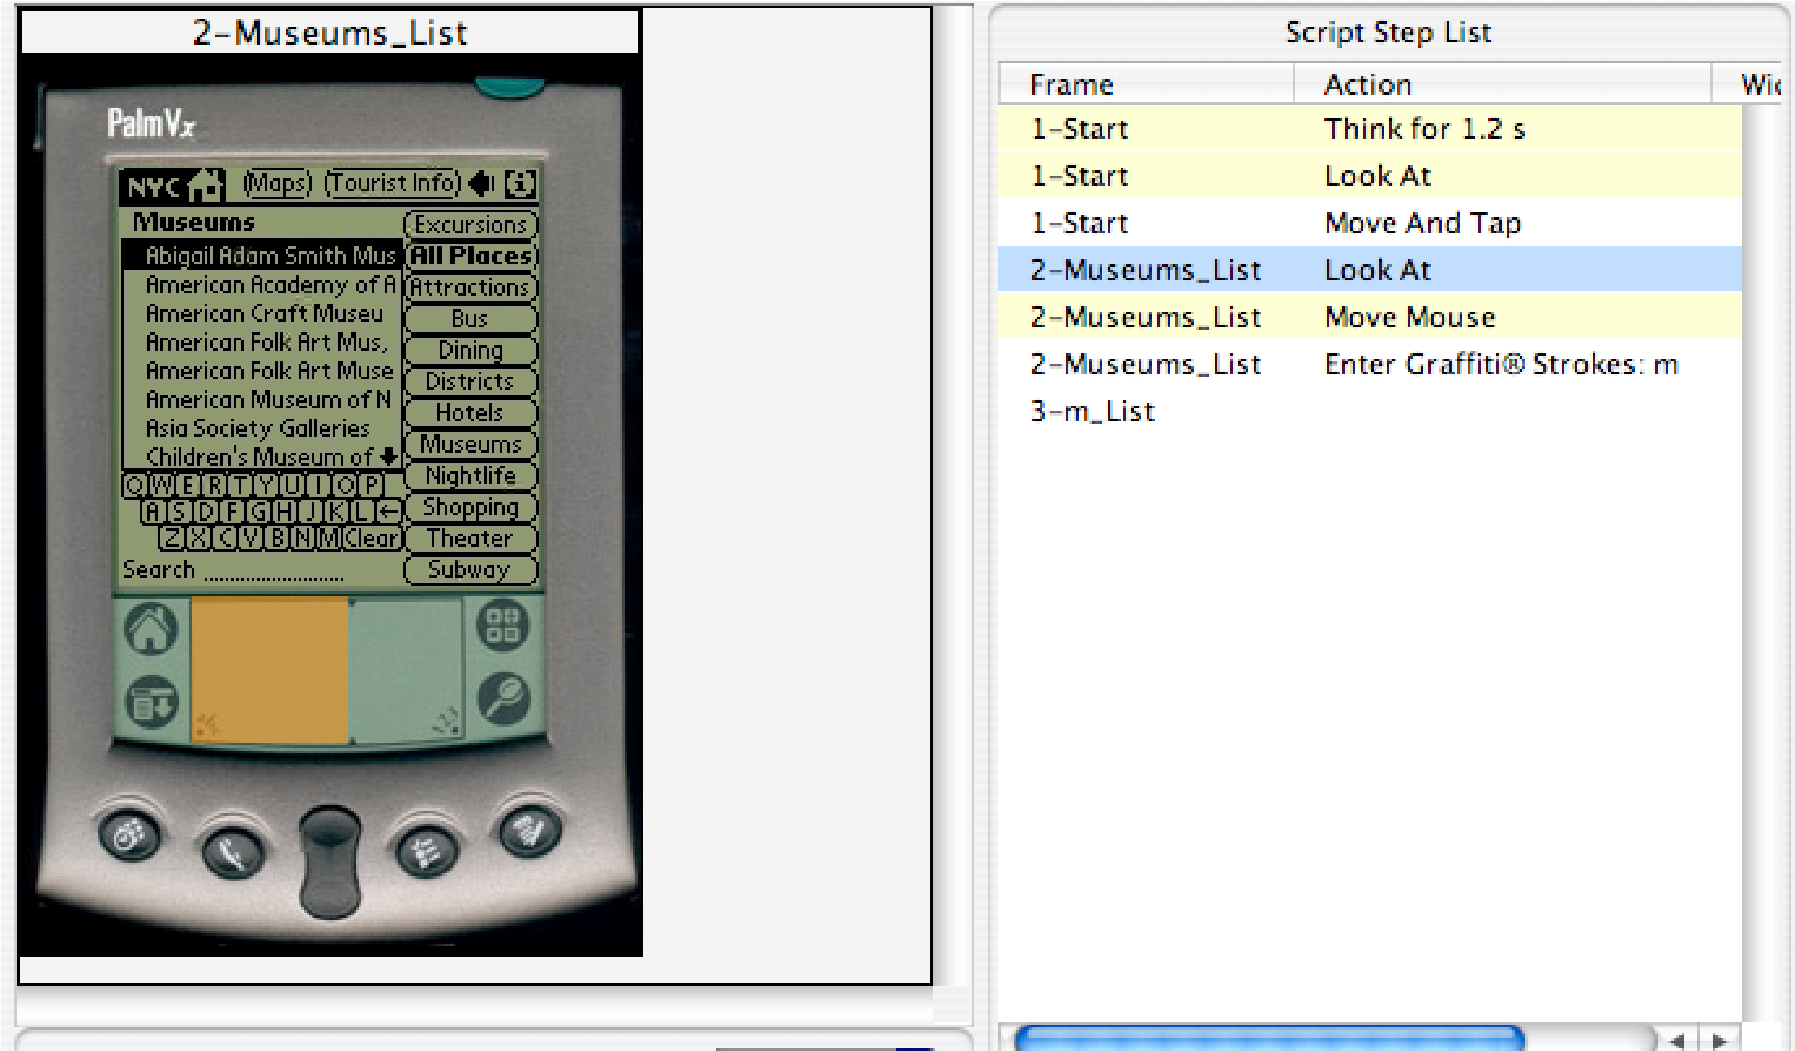 2-Museums_List
PalmVx
NYC Maps Tourist Info i
Museums
Abigail Adam Smith Mus
American Academy of A
American Craft Museu
American Folk Art Mus,
American Folk Art Muse
American Museum of N
Asia Society Galleries
Children's Museum of
Q W E R T Y U I O P
A S D F G H J K L ←
Z X C V B N M Clear
Search
Excursions
All Places
Attractions
Bus
Dining
Districts
Hotels
Museums
Nightlife
Shopping
Theater
Subway
Script Step List
Frame Action
1-Start Think for 1.2 s
1-Start Look At
1-Start Move And Tap
2-Museums_List Look At
2-Museums_List Move Mouse
2-Museums_List Enter Graffiti® Strokes: m
3-m_List